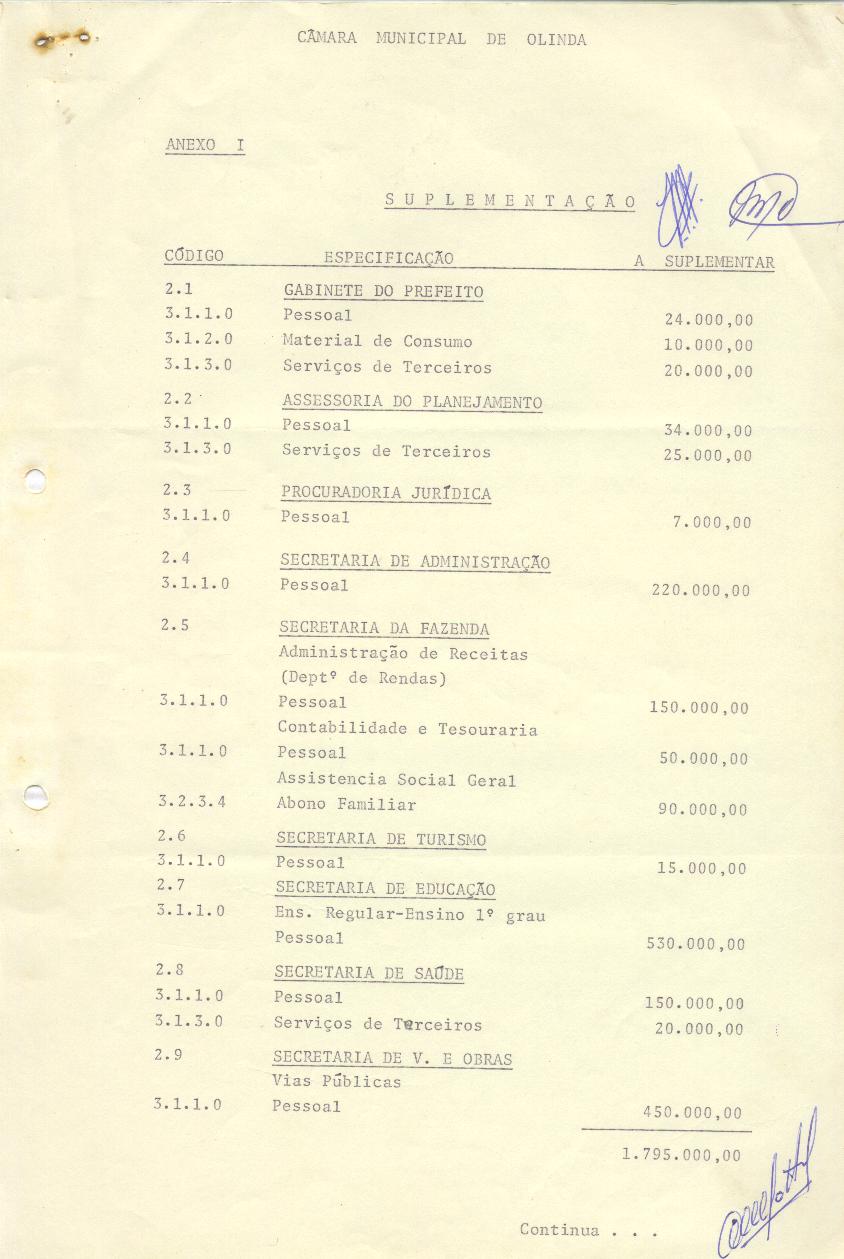 CÂMARA MUNICIPAL DE OLINDA
ANEXO I
SUPLEMENTAÇÃO
CÓDIGO ESPECIFICAÇÃO A SUPLEMENTAR
2.1 GABINETE DO PREFEITO
3.1.1.0 Pessoal 24.000,00
3.1.2.0 Material de Consumo 10.000,00
3.1.3.0 Serviços de Terceiros 20.000,00
2.2 ASSESSORIA DO PLANEJAMENTO
3.1.1.0 Pessoal 34.000,00
3.1.3.0 Serviços de Terceiros 25.000,00
2.3 PROCURADORIA JURÍDICA
3.1.1.0 Pessoal 7.000,00
2.4 SECRETARIA DE ADMINISTRAÇÃO
3.1.1.0 Pessoal 220.000,00
2.5 SECRETARIA DA FAZENDA
Administração de Receitas
(Deptº de Rendas)
3.1.1.0 Pessoal 150.000,00
Contabilidade e Tesouraria
3.1.1.0 Pessoal 50.000,00
Assistencia Social Geral
3.2.3.4 Abono Familiar 90.000,00
2.6 SECRETARIA DE TURISMO
3.1.1.0 Pessoal 15.000,00
2.7 SECRETARIA DE EDUCAÇÃO
3.1.1.0 Ens. Regular-Ensino 1º grau
Pessoal 530.000,00
2.8 SECRETARIA DE SAÚDE
3.1.1.0 Pessoal 150.000,00
3.1.3.0 Serviços de Terceiros 20.000,00
2.9 SECRETARIA DE V. E OBRAS
Vias Públicas
3.1.1.0 Pessoal 450.000,00
1.795.000,00
Continua . . .